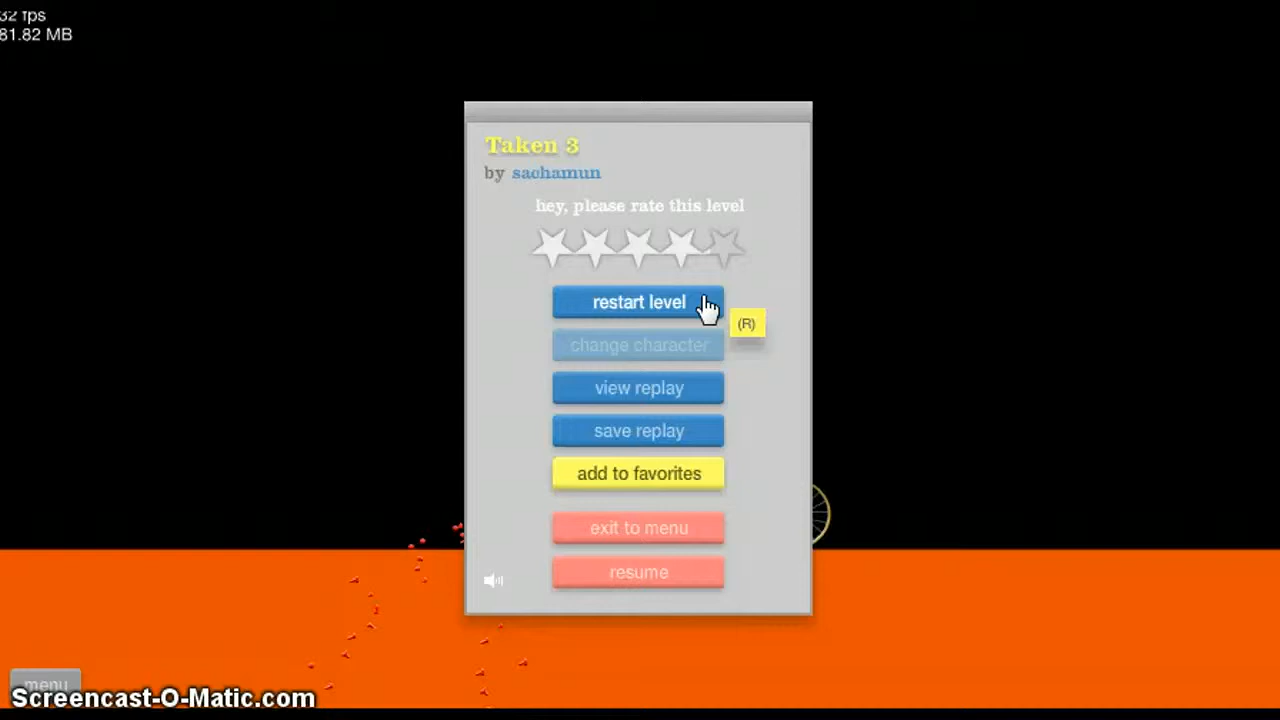 32 fps
81.82 MB
Taken 3
by sachamun
hey, please rate this level
restart level
(R)
change character
view replay
save replay
add to favorites
exit to menu
resume
menu
Screencast-O-Matic.com